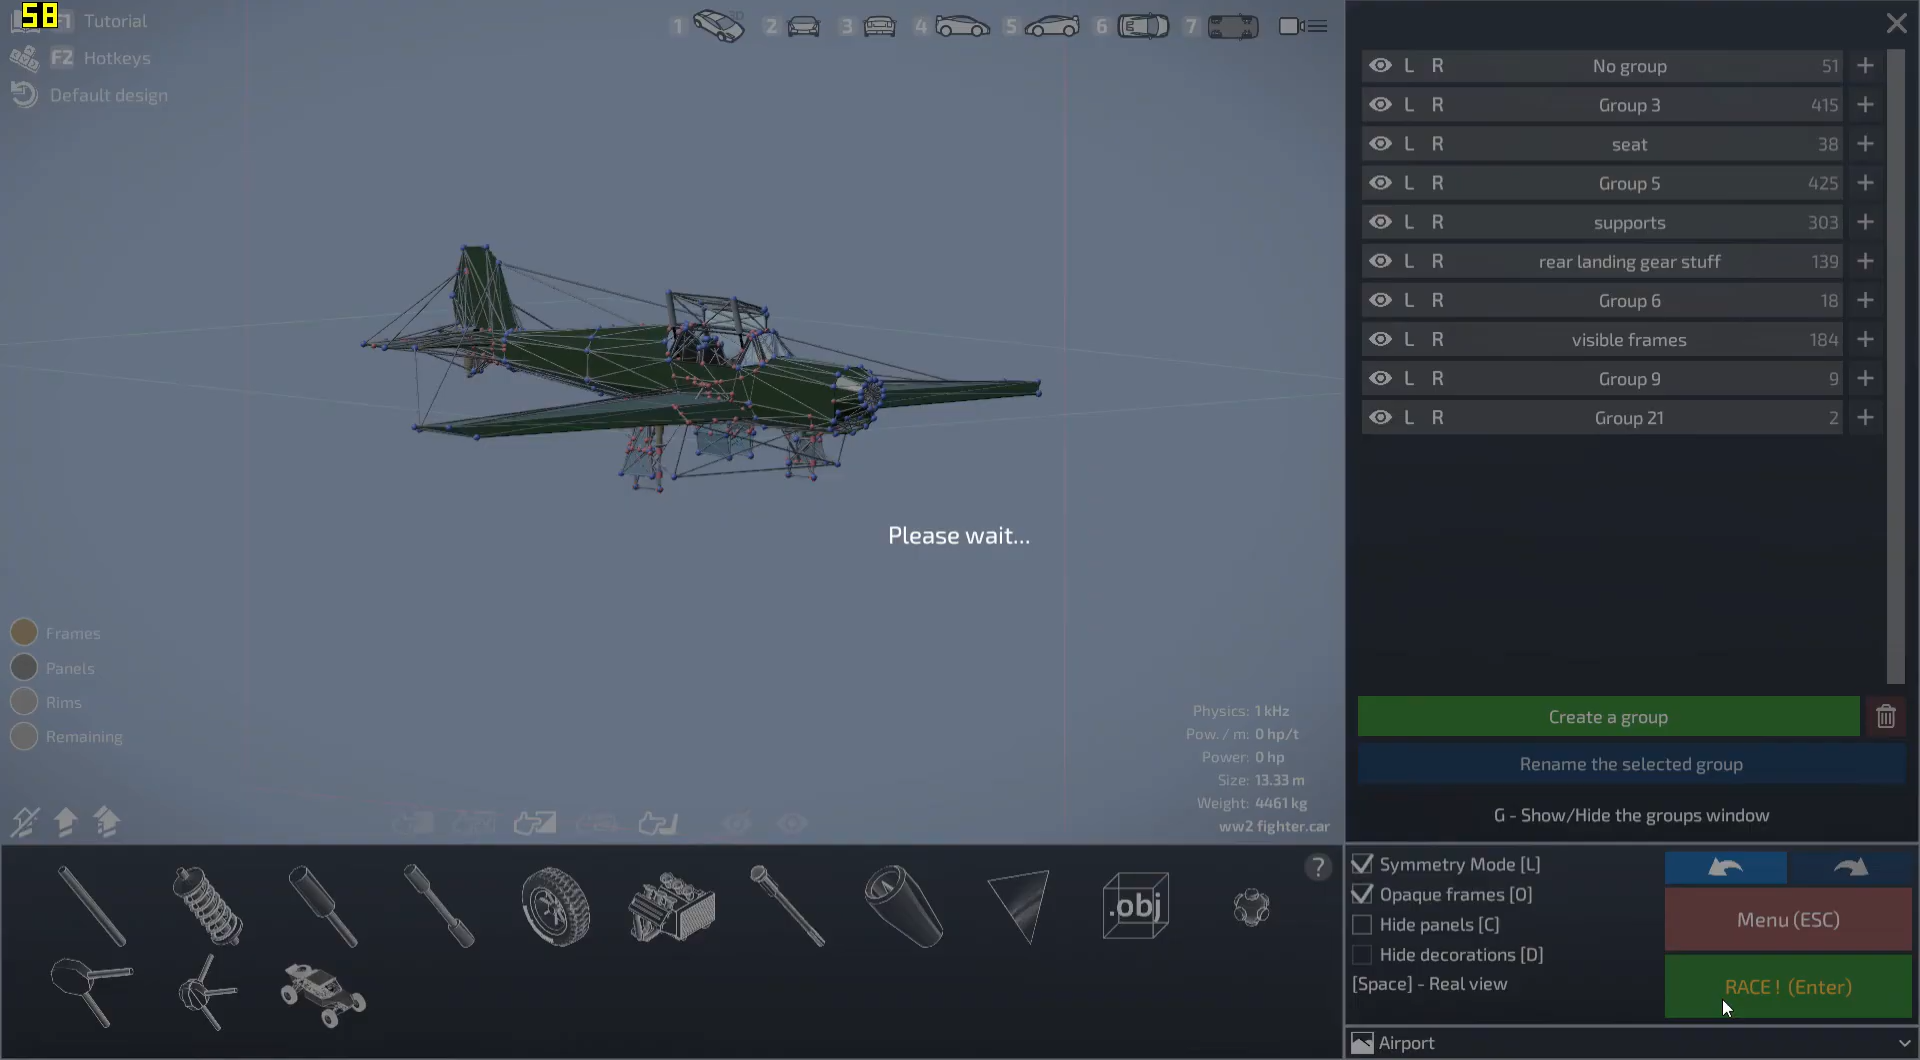 58
F1 Tutorial
F2 Hotkeys
Default design
1 3D 2 3 4 5 6 7
L R No group 51 +
L R Group 3 415 +
L R seat 38 +
L R Group 5 425 +
L R supports 303 +
L R rear landing gear stuff 139 +
L R Group 6 18 +
L R visible frames 184 +
L R Group 9 9 +
L R Group 21 2 +
Please wait...
Frames
Panels
Rims
Remaining
Physics: 1 kHz
Pow. / m: 0 hp/t
Power: 0 hp
Size: 13.33 m
Weight: 4461 kg
ww2 fighter.car
Create a group
Rename the selected group
G - Show/Hide the groups window
?
.obj
Symmetry Mode [L]
Opaque frames [O]
Hide panels [C]
Hide decorations [D]
[Space] - Real view
Menu (ESC)
RACE ! (Enter)
Airport